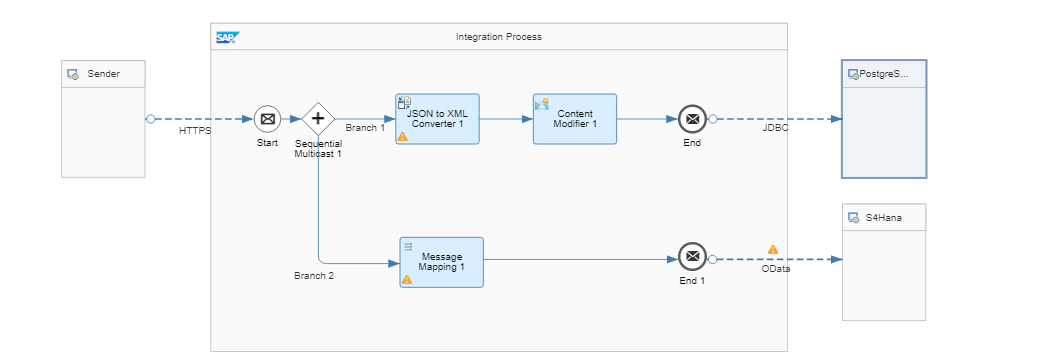 SAP
Integration Process
Sender
PostgreS...
JSON to XML
Converter 1
Content
Modifier 1
HTTPS
Start
Branch 1
End
JDBC
Sequential
Multicast 1
S4Hana
Message
Mapping 1
Branch 2
End 1
OData